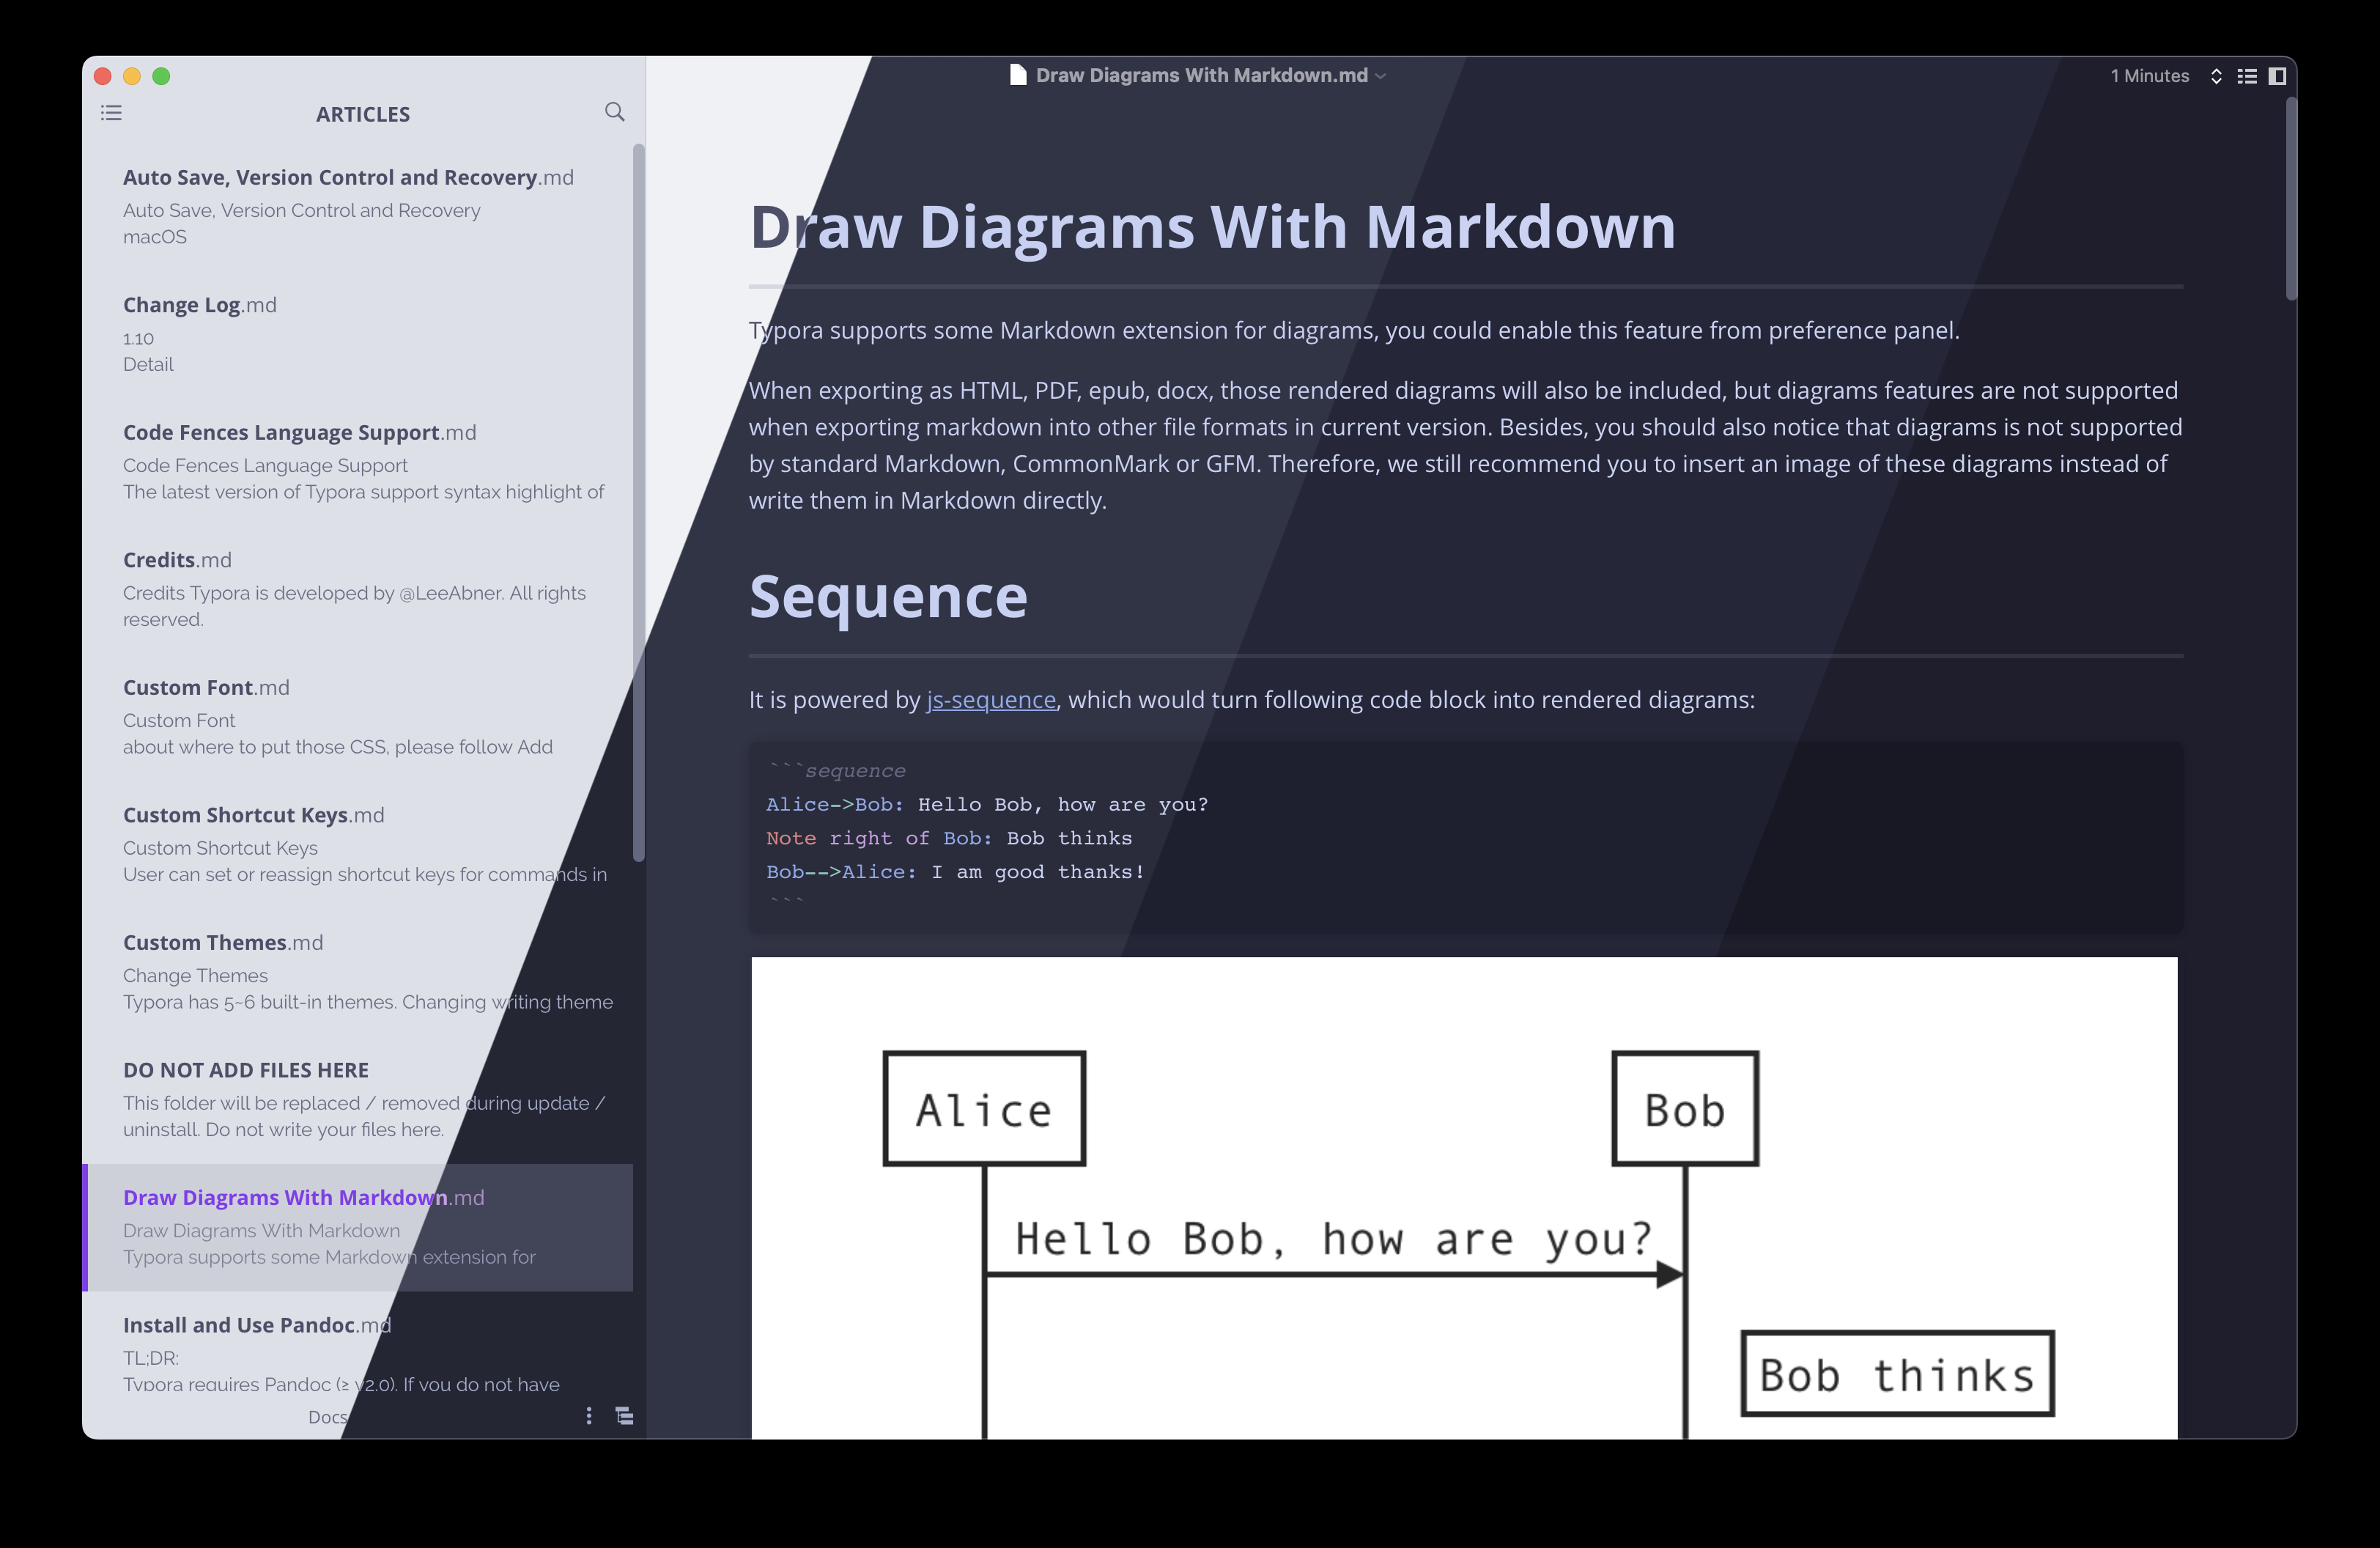 ARTICLES
Auto Save, Version Control and Recovery.md
Auto Save, Version Control and Recovery
macOS
Change Log.md
1.10
Detail
Code Fences Language Support.md
Code Fences Language Support
The latest version of Typora support syntax highlight of
Credits.md
Credits Typora is developed by @LeeAbner. All rights
reserved.
Custom Font.md
Custom Font
about where to put those CSS, please follow Add
Custom Shortcut Keys.md
Custom Shortcut Keys
User can set or reassign shortcut keys for commands in
Custom Themes.md
Change Themes
Typora has 5~6 built-in themes. Changing writing theme
DO NOT ADD FILES HERE
This folder will be replaced / removed during update /
uninstall. Do not write your files here.
Draw Diagrams With Markdown.md
Draw Diagrams With Markdown
Typora supports some Markdown extension for
Install and Use Pandoc.md
TL;DR:
Typora requires Pandoc (≥ v2.0). If you do not have
Docs
Draw Diagrams With Markdown.md
1 Minutes
Draw Diagrams With Markdown
Typora supports some Markdown extension for diagrams, you could enable this feature from preference panel.
When exporting as HTML, PDF, epub, docx, those rendered diagrams will also be included, but diagrams features are not supported
when exporting markdown into other file formats in current version. Besides, you should also notice that diagrams is not supported
by standard Markdown, CommonMark or GFM. Therefore, we still recommend you to insert an image of these diagrams instead of
write them in Markdown directly.
Sequence
It is powered by js-sequence, which would turn following code block into rendered diagrams:
```sequence
Alice->Bob: Hello Bob, how are you?
Note right of Bob: Bob thinks
Bob-->Alice: I am good thanks!
```
Alice
Bob
Hello Bob, how are you?
Bob thinks